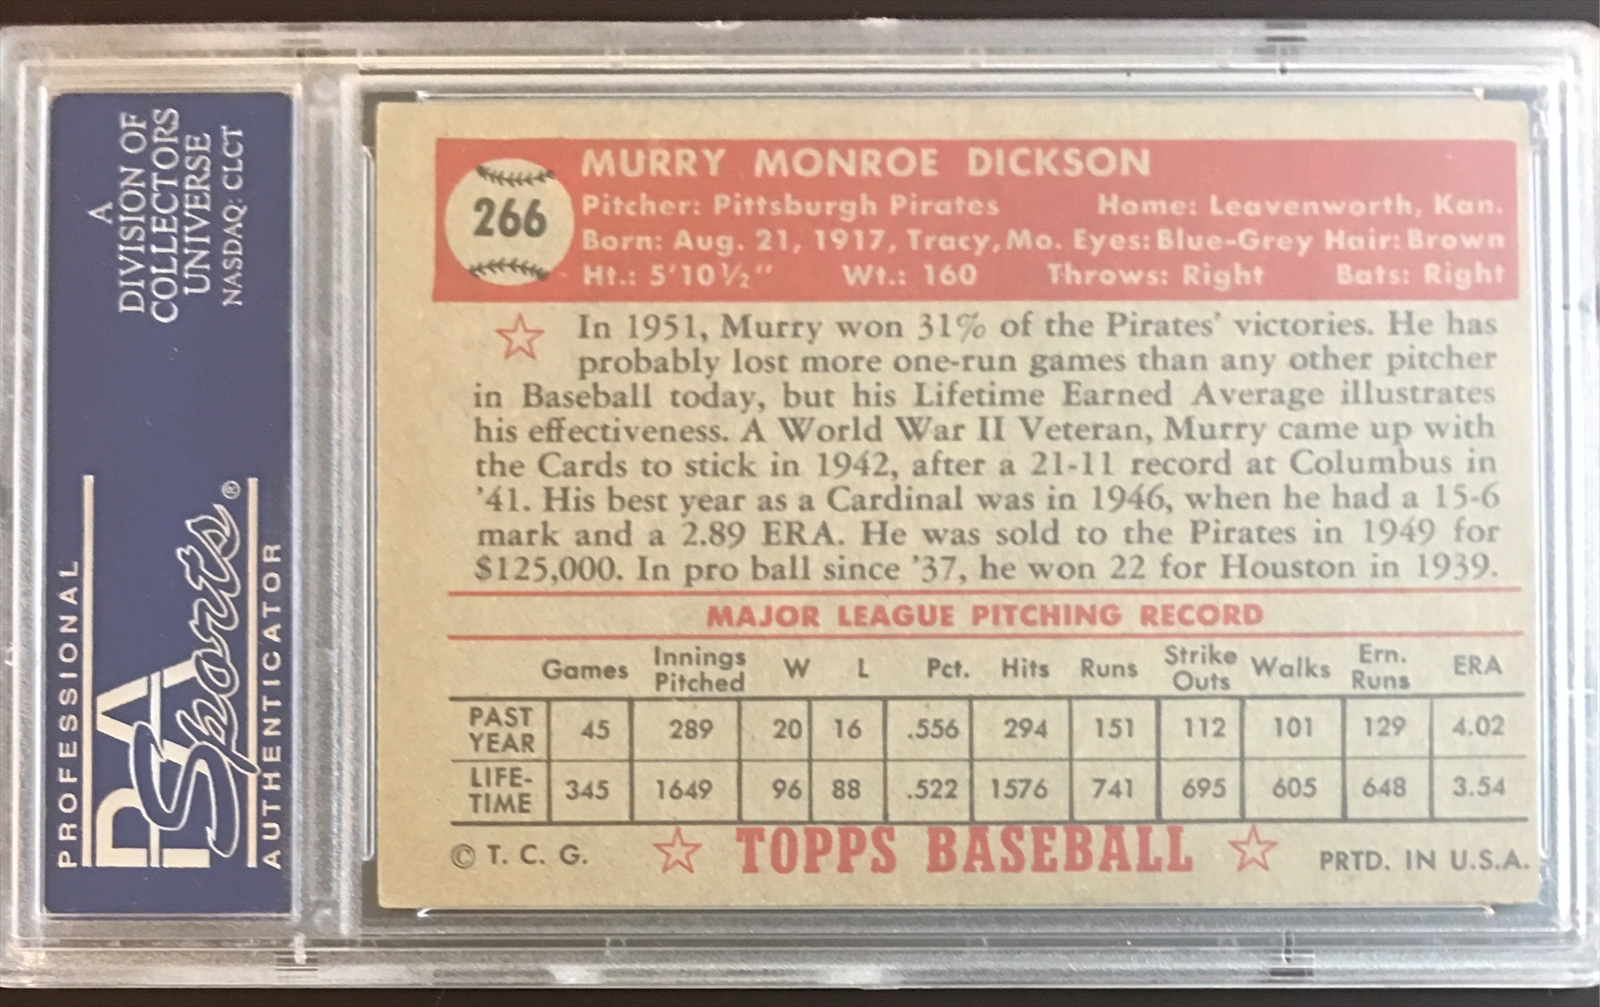 A
DIVISION OF
COLLECTORS
UNIVERSE
NASDAQ: CLCT
PROFESSIONAL
PSA
Sports®
AUTHENTICATOR
266
MURRY MONROE DICKSON
Pitcher: Pittsburgh Pirates Home: Leavenworth, Kan.
Born: Aug. 21, 1917, Tracy, Mo. Eyes: Blue-Grey Hair: Brown
Ht.: 5'10½" Wt.: 160 Throws: Right Bats: Right
In 1951, Murry won 31% of the Pirates' victories. He has
probably lost more one-run games than any other pitcher
in Baseball today, but his Lifetime Earned Average illustrates
his effectiveness. A World War II Veteran, Murry came up with
the Cards to stick in 1942, after a 21-11 record at Columbus in
'41. His best year as a Cardinal was in 1946, when he had a 15-6
mark and a 2.89 ERA. He was sold to the Pirates in 1949 for
$125,000. In pro ball since '37, he won 22 for Houston in 1939.
MAJOR LEAGUE PITCHING RECORD
Games Innings Pitched W L Pct. Hits Runs Strike Outs Walks Ern. Runs ERA
PAST YEAR 45 289 20 16 .556 294 151 112 101 129 4.02
LIFE-TIME 345 1649 96 88 .522 1576 741 695 605 648 3.54
© T. C. G. TOPPS BASEBALL PRTD. IN U.S.A.